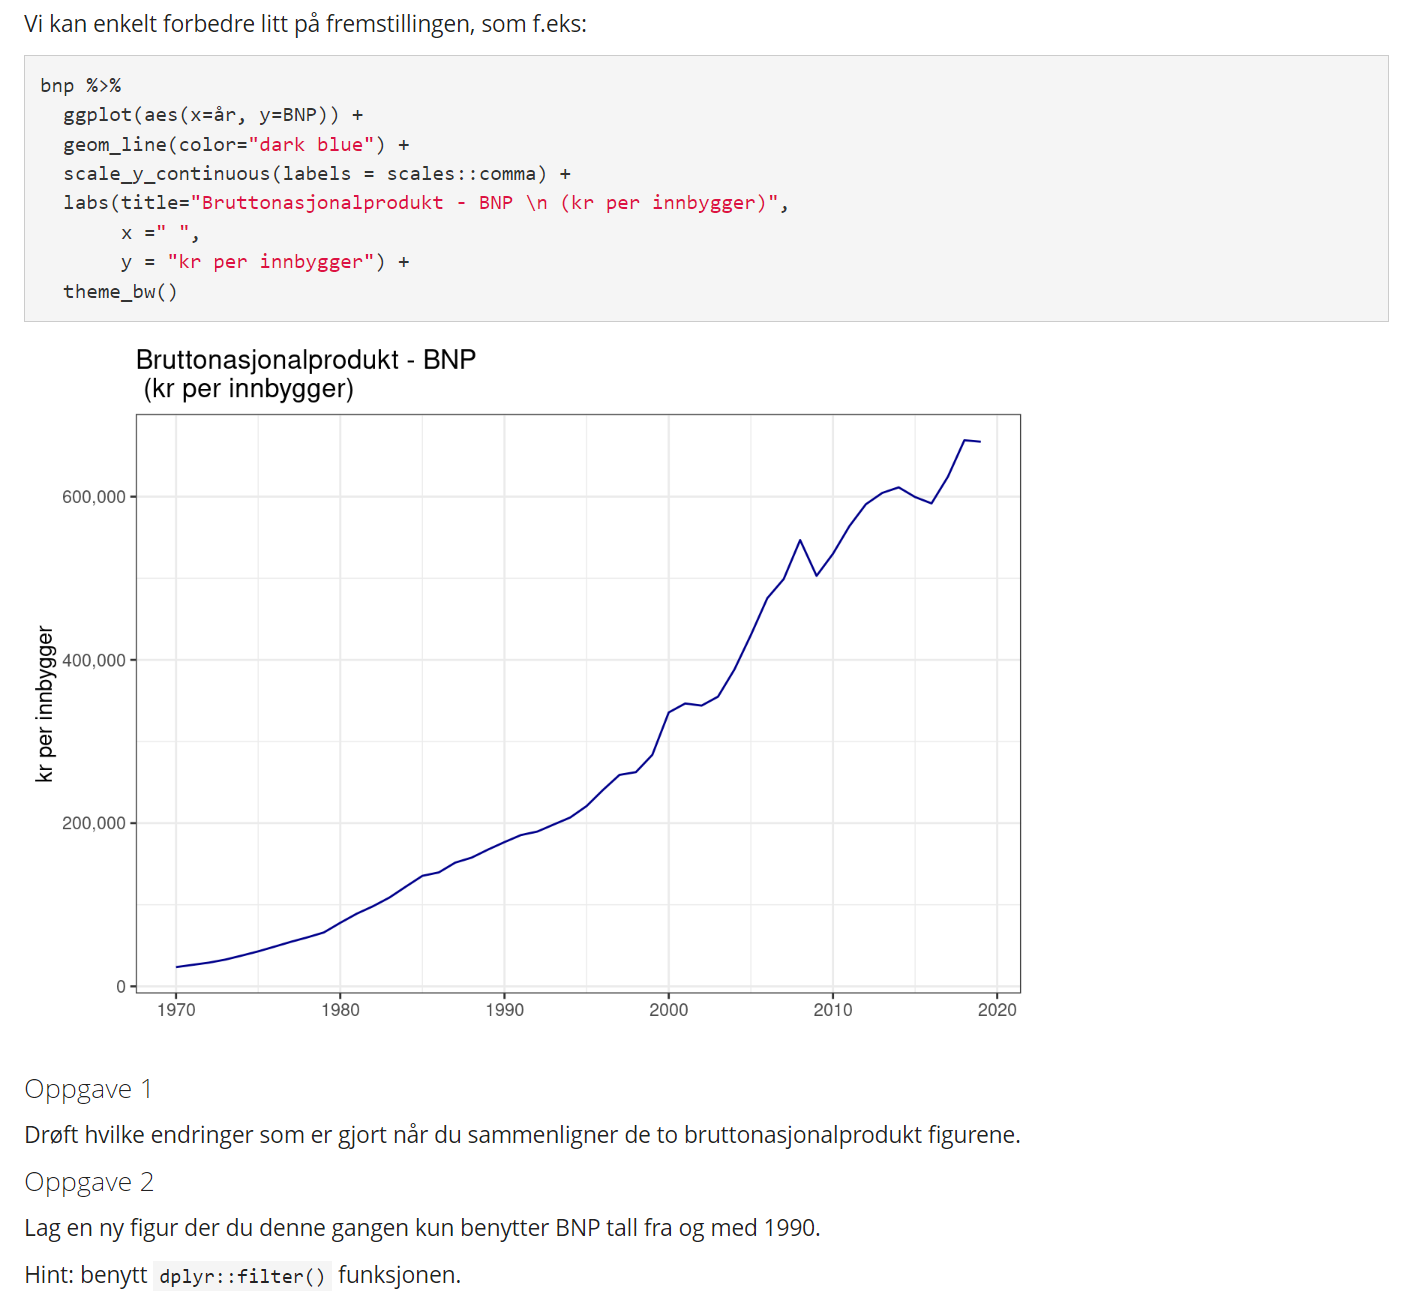 Vi kan enkelt forbedre litt på fremstillingen, som f.eks:
bnp %>%
  ggplot(aes(x=år, y=BNP)) +
  geom_line(color="dark blue") +
  scale_y_continuous(labels = scales::comma) +
  labs(title="Bruttonasjonalprodukt - BNP \n (kr per innbygger)",
       x =" ",
       y = "kr per innbygger") +
  theme_bw()
Bruttonasjonalprodukt - BNP
(kr per innbygger)
kr per innbygger
600,000
400,000
200,000
0
1970 1980 1990 2000 2010 2020
Oppgave 1
Drøft hvilke endringer som er gjort når du sammenligner de to bruttonasjonalprodukt figurene.
Oppgave 2
Lag en ny figur der du denne gangen kun benytter BNP tall fra og med 1990.
Hint: benytt dplyr::filter() funksjonen.